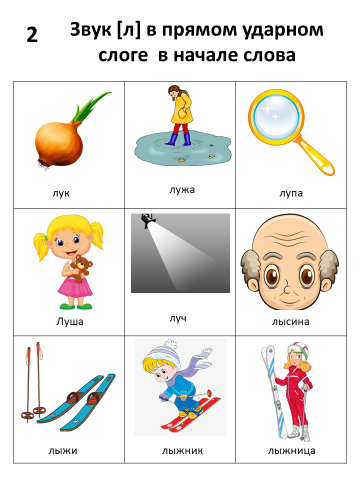 2
Звук [л] в прямом ударном
слоге в начале слова
лук
лужа
лупа
Луша
луч
лысина
лыжи
лыжник
лыжница